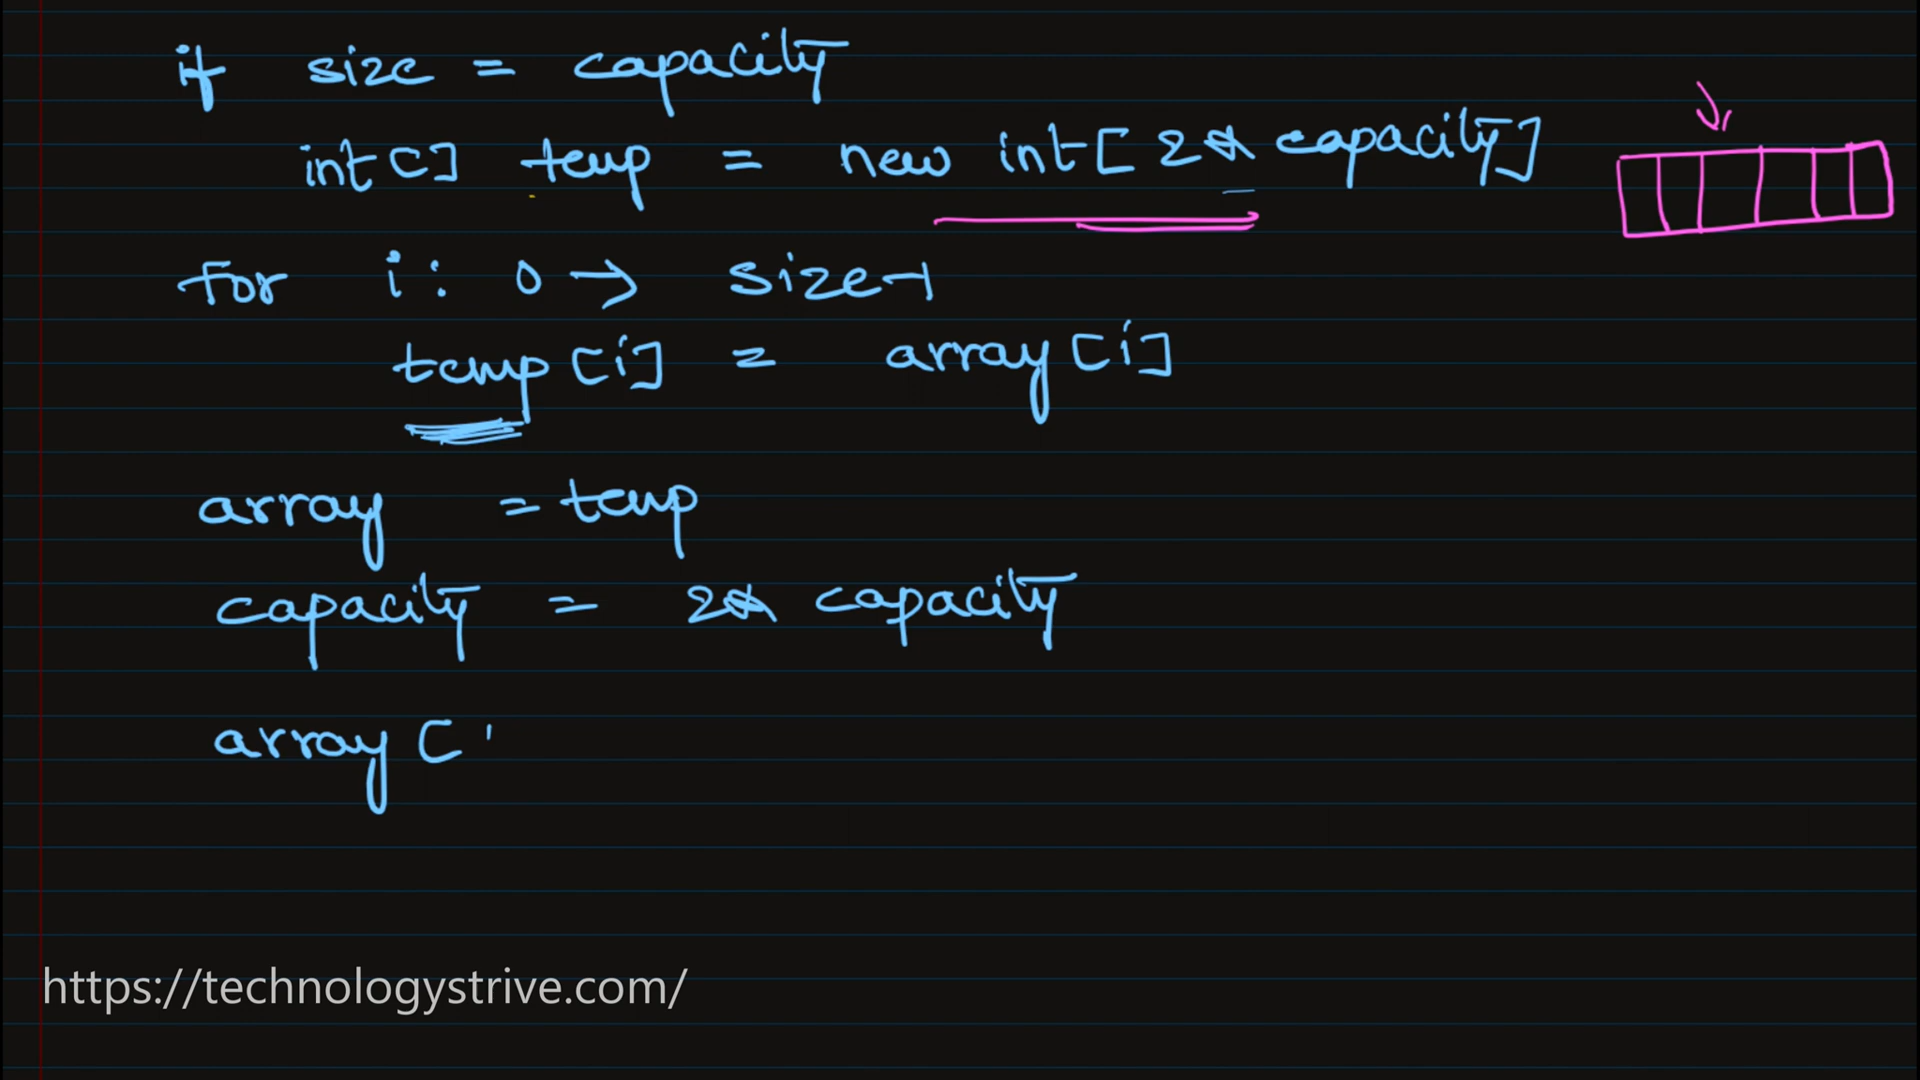 if size = capacity
int[] temp = new int[2* capacity]
for i: 0 → size-1
temp[i] = array[i]
array = temp
capacity = 2* capacity
array[
https://technologystrive.com/